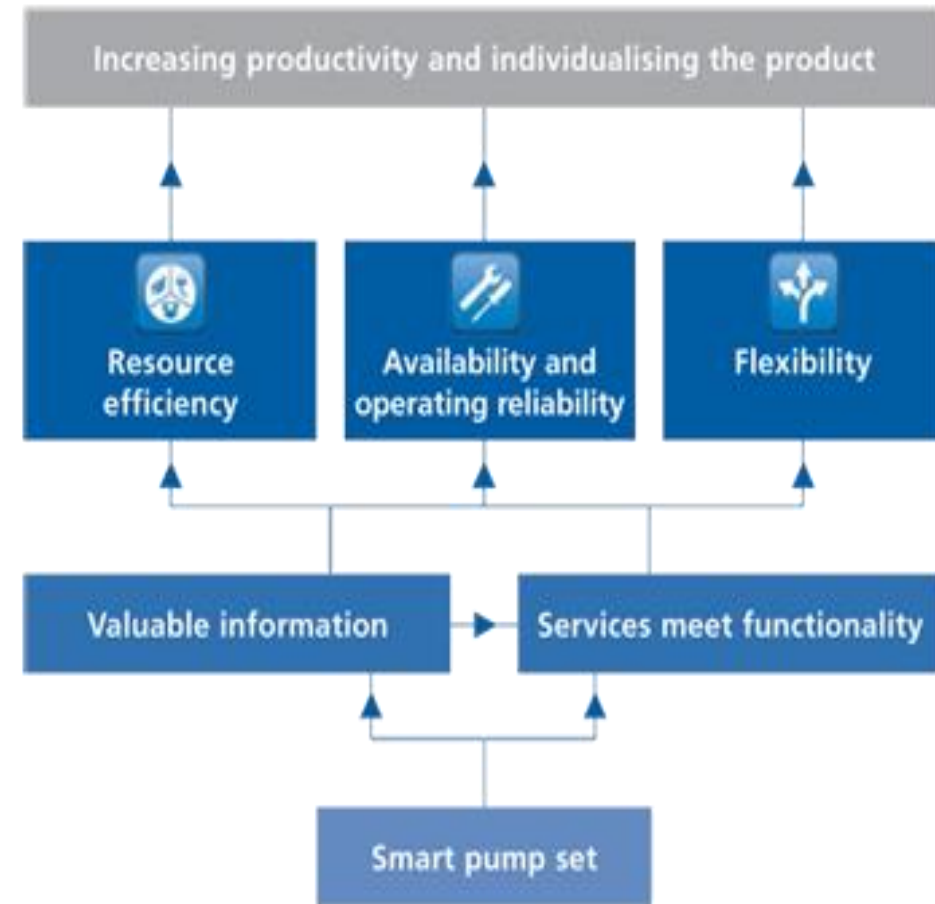 Increasing productivity and individualising the product
Resource
efficiency
Availability and
operating reliability
Flexibility
Valuable information
Services meet functionality
Smart pump set